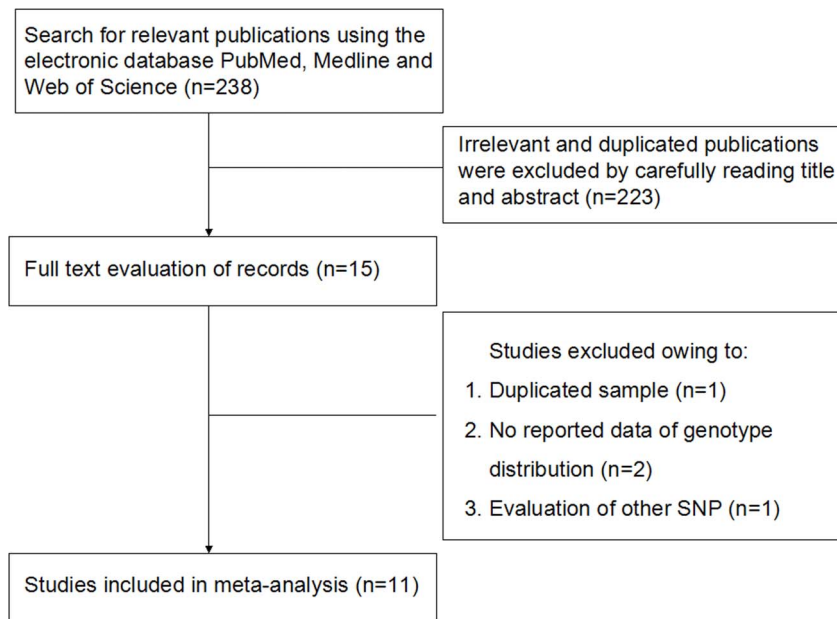 Search for relevant publications using the
electronic database PubMed, Medline and
Web of Science (n=238)
Irrelevant and duplicated publications
were excluded by carefully reading title
and abstract (n=223)
Full text evaluation of records (n=15)
Studies excluded owing to:
1. Duplicated sample (n=1)
2. No reported data of genotype
distribution (n=2)
3. Evaluation of other SNP (n=1)
Studies included in meta-analysis (n=11)